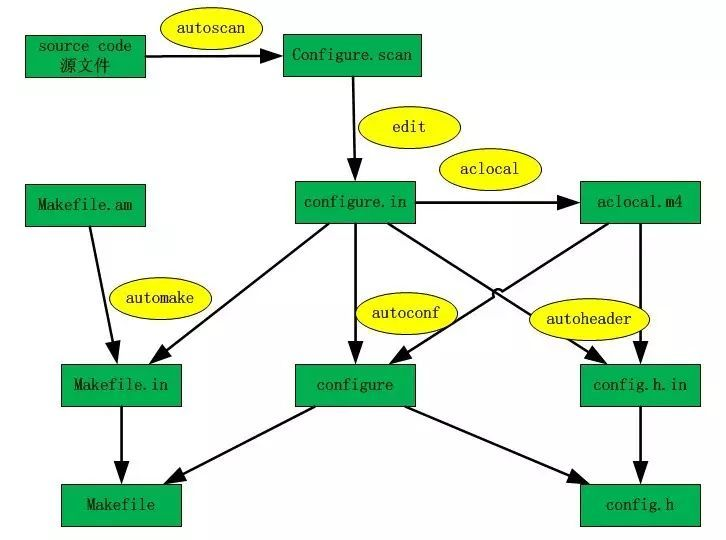 autoscan
source code
源文件
Configure.scan
edit
aclocal
Makefile.am
configure.in
aclocal.m4
automake
autoconf
autoheader
Makefile.in
configure
config.h.in
Makefile
config.h